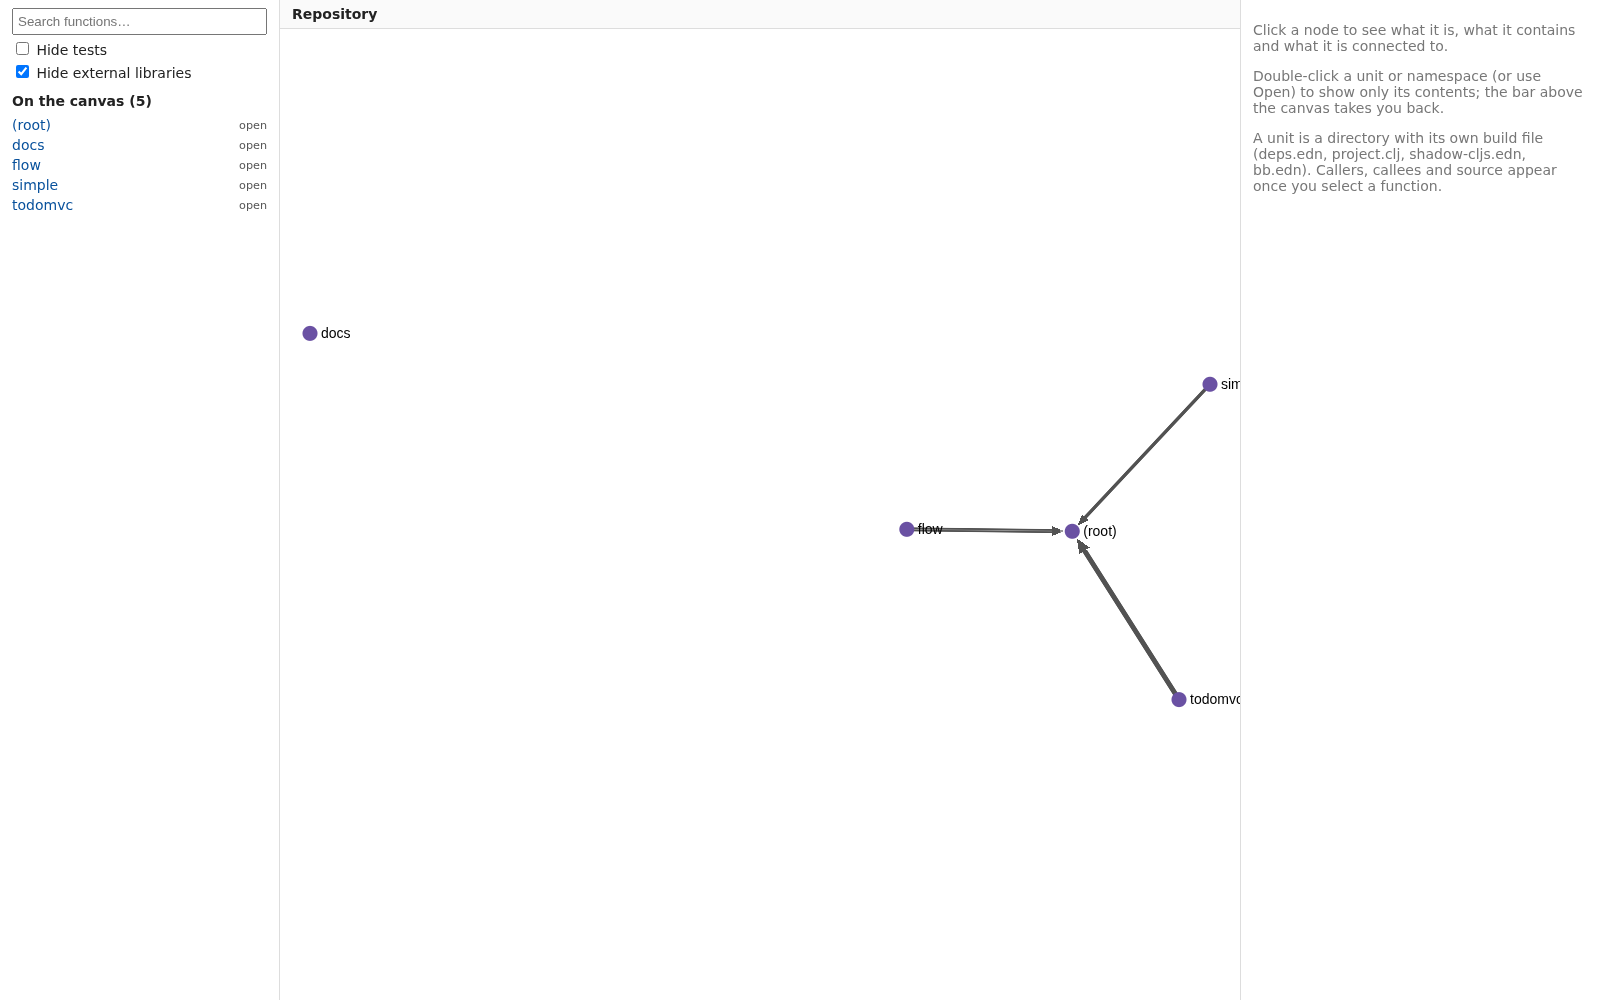 Search functions…
Hide tests
Hide external libraries
On the canvas (5)
(root) open
docs open
flow open
simple open
todomvc open
Repository
docs
sim
flow
(root)
todomvc
Click a node to see what it is, what it contains
and what it is connected to.
Double-click a unit or namespace (or use
Open) to show only its contents; the bar above
the canvas takes you back.
A unit is a directory with its own build file
(deps.edn, project.clj, shadow-cljs.edn,
bb.edn). Callers, callees and source appear
once you select a function.